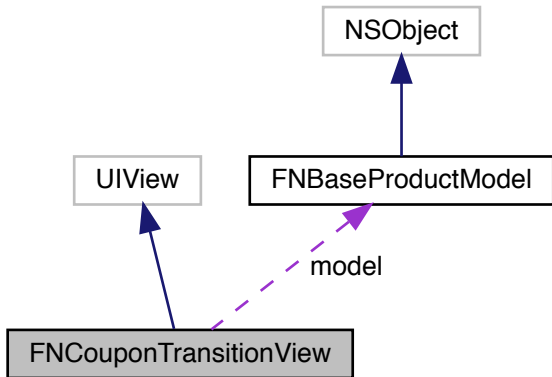 NSObject
UIView
FNBaseProductModel
model
FNCouponTransitionView